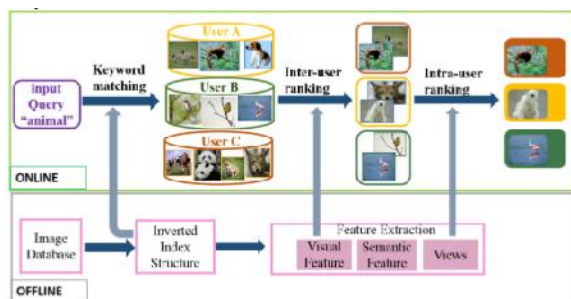 User A
Keyword
matching
Inter-user
ranking
Intra-user
ranking
input
Query
"animal"
User B
User C
ONLINE
Image
Database
Inverted
Index
Structure
Feature Extraction
Visual
Feature
Semantic
Feature
Views
OFFLINE